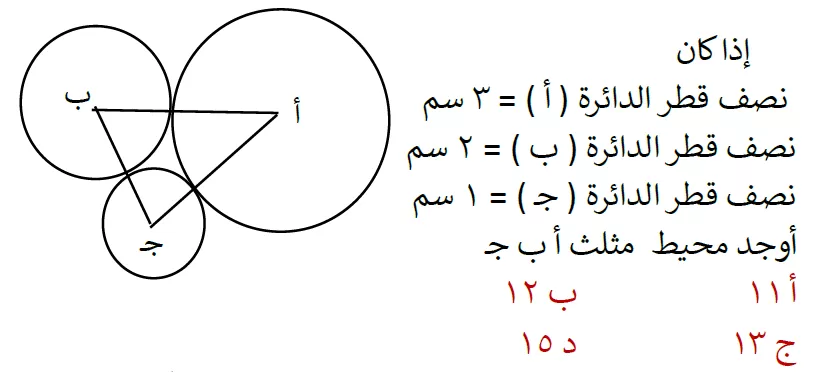 إذا كان
نصف قطر الدائرة ( أ ) = ٣ سم
نصف قطر الدائرة ( ب ) = ٢ سم
نصف قطر الدائرة ( جـ ) = ١ سم
أوجد محيط مثلث أ ب جـ
أ ١١ ب ١٢
ج ١٣ د ١٥
أ
ب
جـ